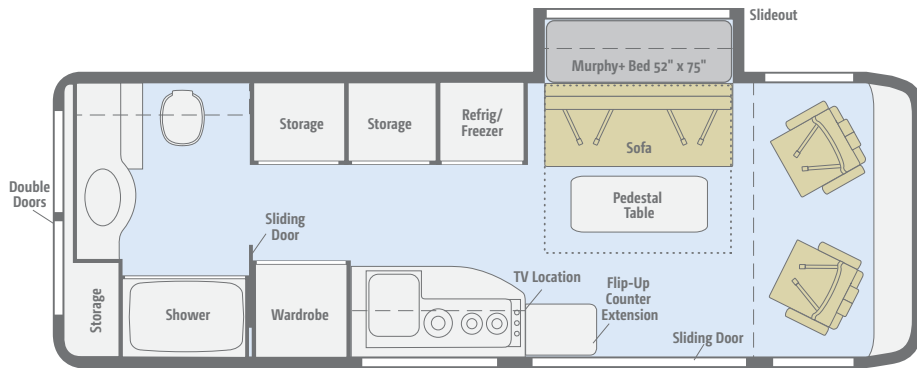 Slideout
Murphy+ Bed 52" x 75"
Storage
Storage
Refrig/
Freezer
Sofa
Double
Doors
Pedestal
Table
Sliding
Door
TV Location
Flip-Up
Counter
Extension
Storage
Shower
Wardrobe
Sliding Door